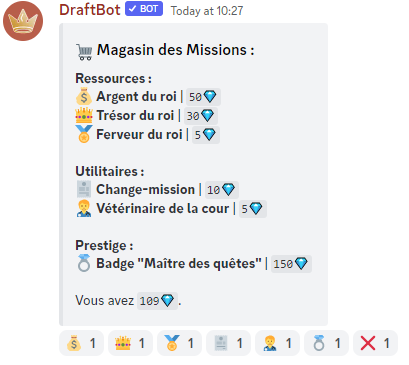 DraftBot ✓ BOT Today at 10:27
🛒 Magasin des Missions :
Ressources :
💰 Argent du roi | 50💎
👑 Trésor du roi | 30💎
🏅 Ferveur du roi | 5💎
Utilitaires :
📰 Change-mission | 10💎
🧑‍⚕️ Vétérinaire de la cour | 5💎
Prestige :
💍 Badge "Maître des quêtes" | 150💎
Vous avez 109💎.
💰 1 👑 1 🏅 1 📰 1 🧑‍⚕️ 1 💍 1 ❌ 1